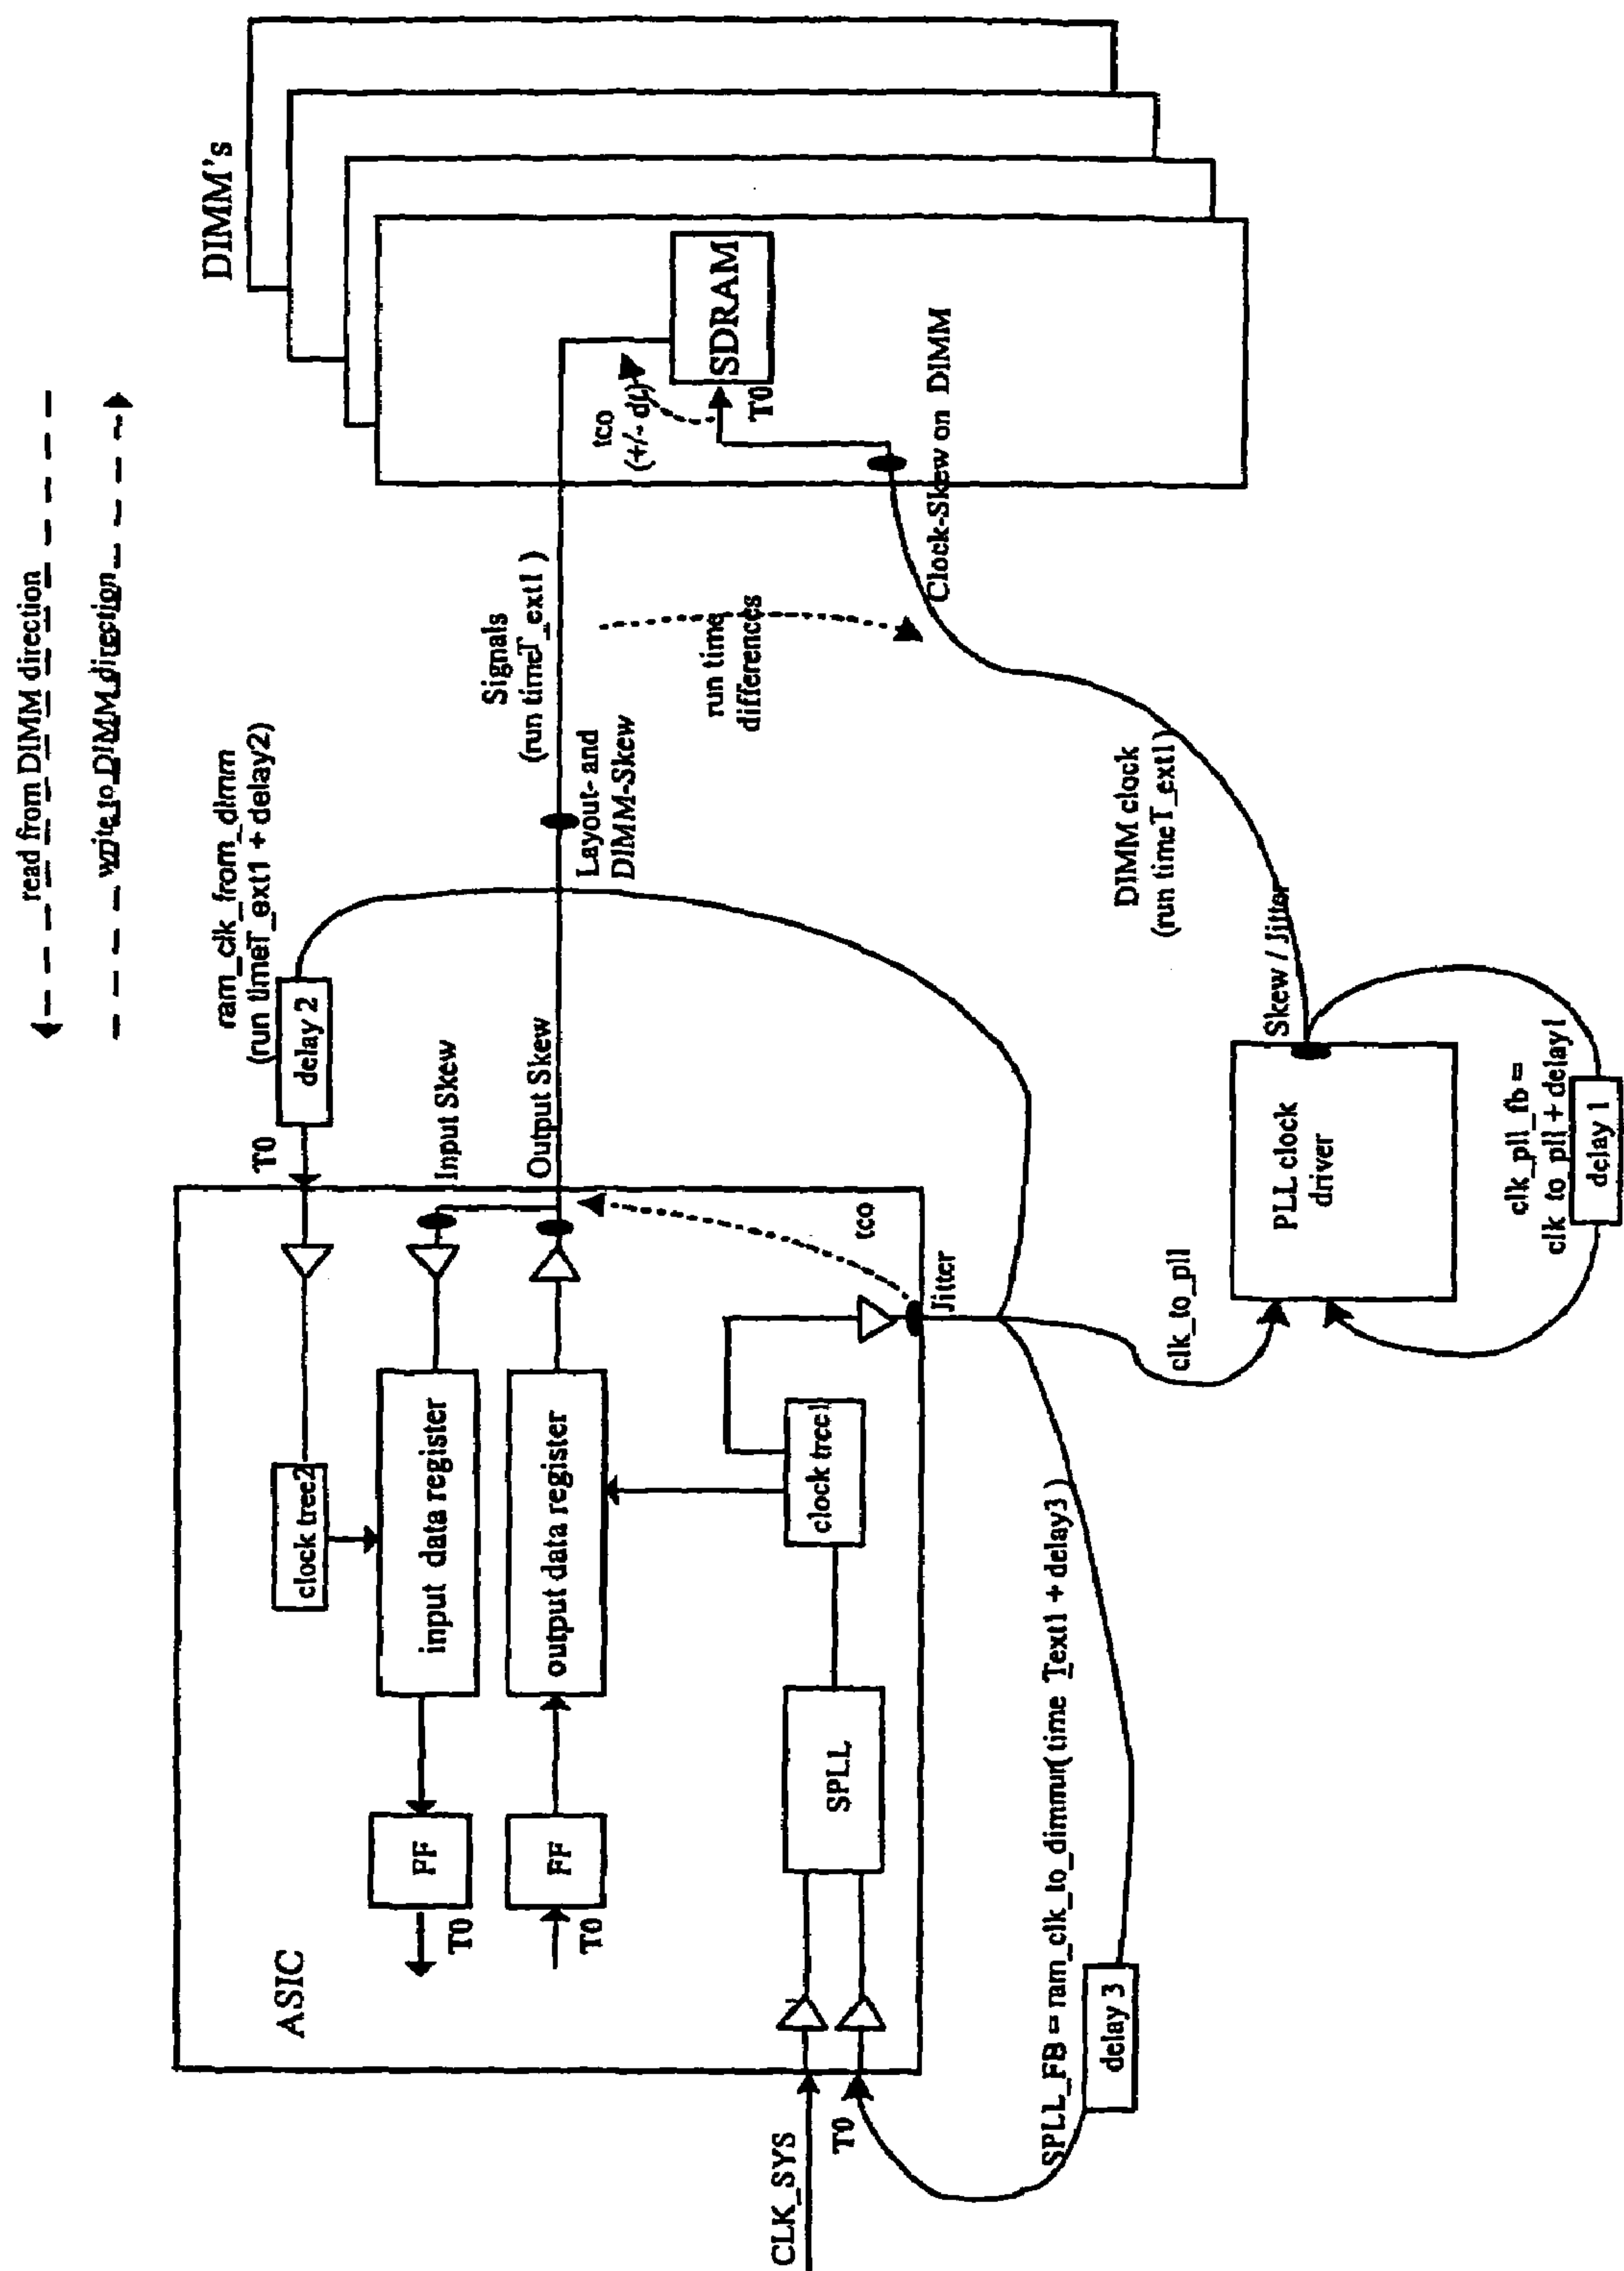 read from DIMM direction
write to DIMM direction
DIMM's
ram_clk_from_dimm
(run timeT_ext1 + delay2)
delay 2
T0
Input Skew
Output Skew
Signals
(run timeT_ext1)
Layout- and
DIMM-Skew
run time
differences
tco
(+/- dt)
SDRAM
T0
Clock-Skew on DIMM
DIMM clock
(run timeT_ext1)
Skew / Jitter
PLL clock
driver
clk_pll_fb =
clk_to_pll + delay1
delay 1
clk_to_pll
tco
Jitter
ASIC
clock tree2
input data register
output data register
FF
T0
FF
T0
clock tree1
SPLL
CLK_SYS
T0
SPLL_FB = ram_clk_to_dimmr(time Text1 + delay3)
delay 3